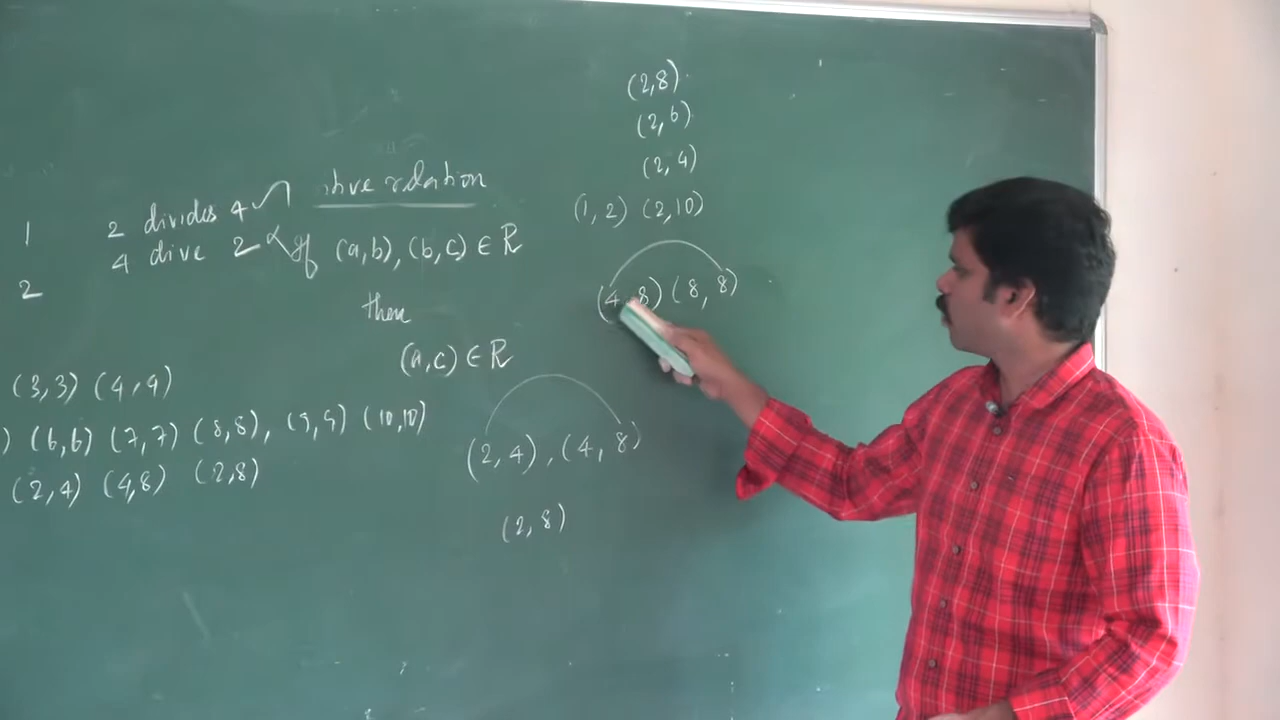 1
2
2 divides 4 ✓
4 dive 2 ×
itive relation
If (a,b), (b,c) ∈ R
then
(a,c) ∈ R
(2,4), (4,8)
(2,8)
(3,3) (4,4)
) (6,6) (7,7) (8,8), (9,9) (10,10)
(2,4) (4,8) (2,8)
(2,8)
(2,6)
(2,4)
(1,2) (2,10)
(4,8) (8,8)